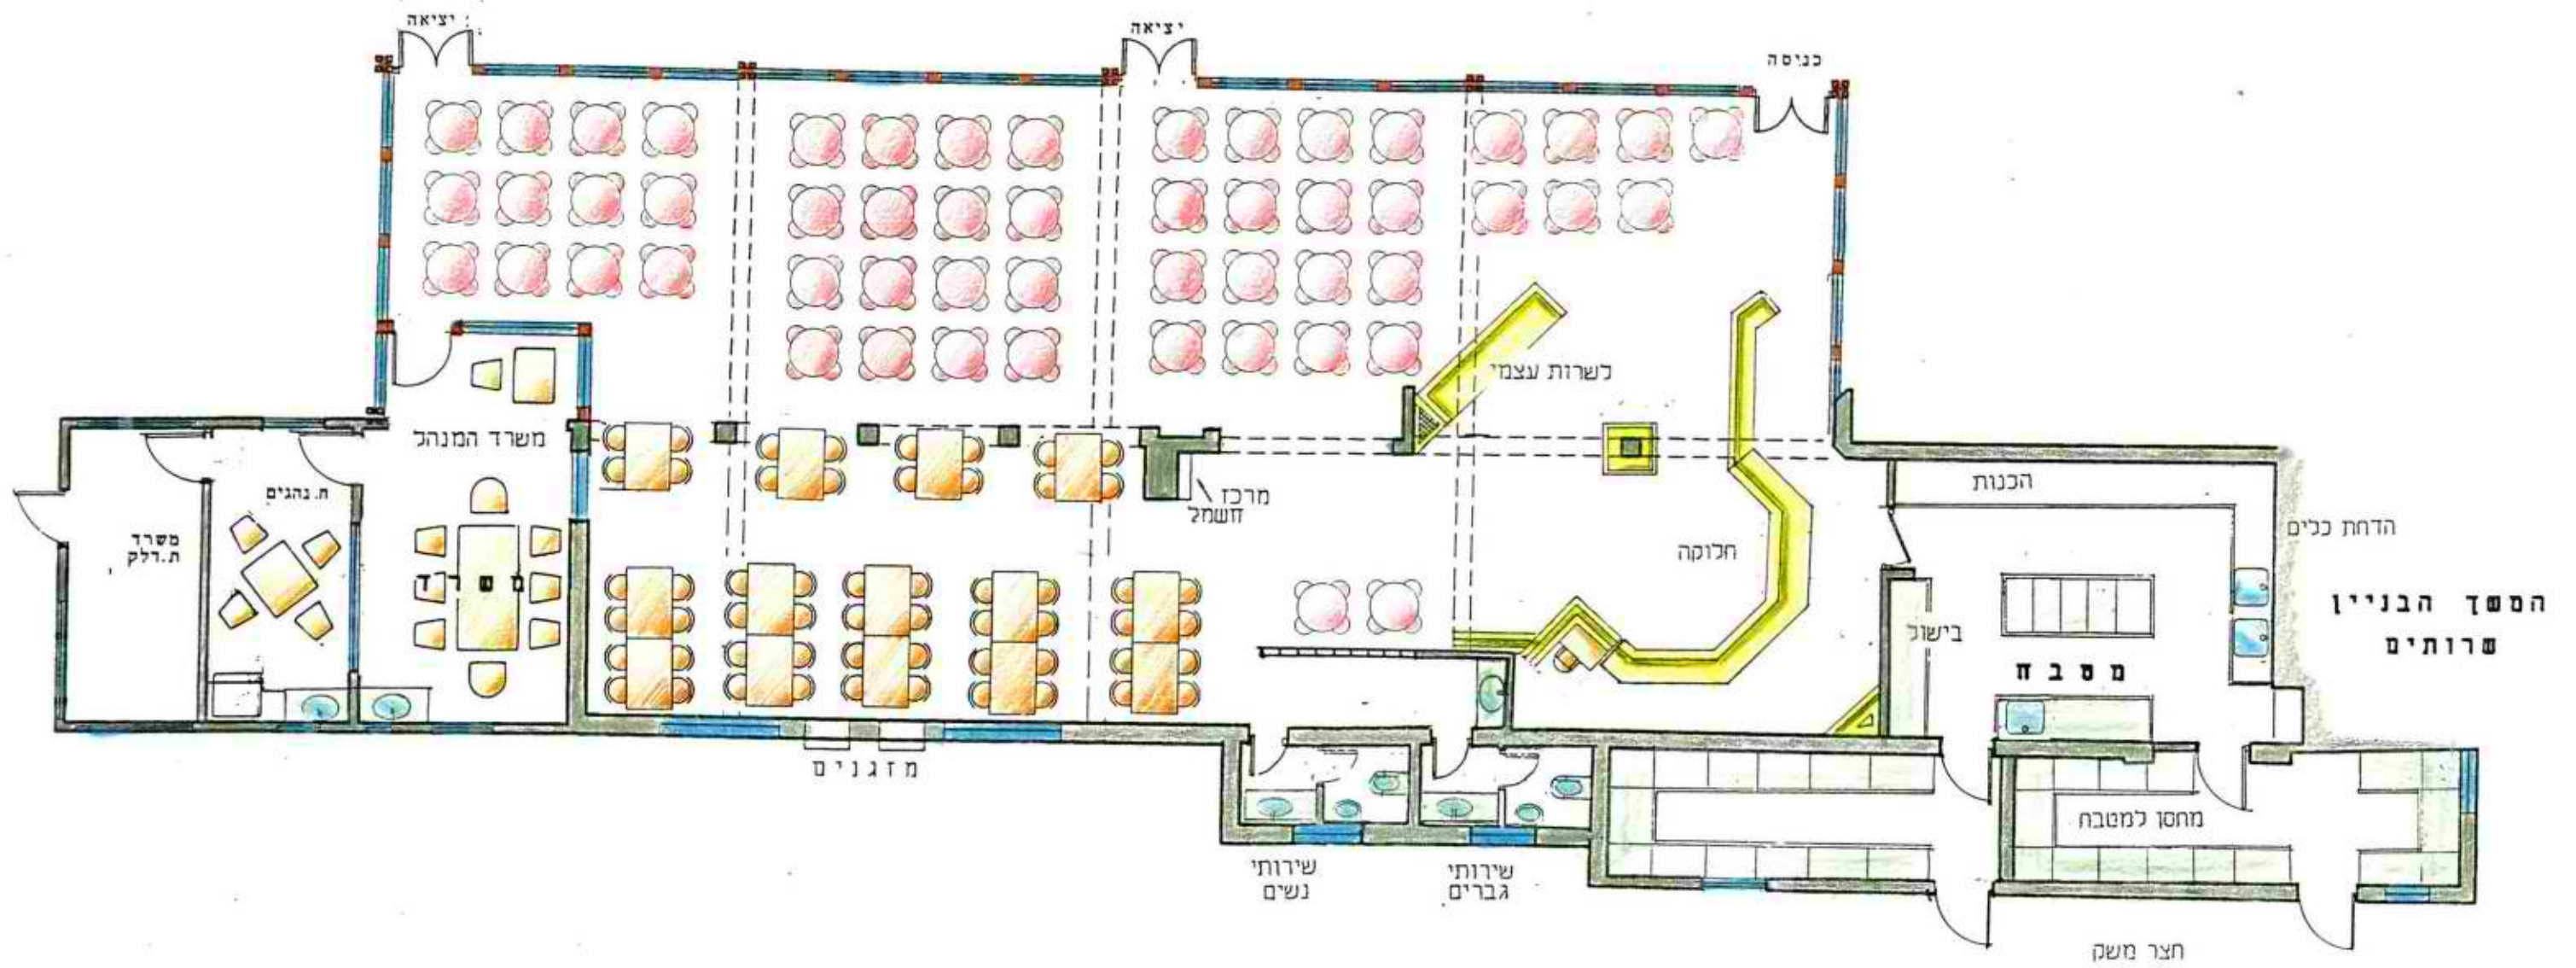 יציאה
יציאה
כניסה
לשרות עצמי
משרד המנהל
ח.נהגים
משרד
ת.דלק
משרד
מרכז
חשמל
חלוקה
הכנות
הדחת כלים
בישול
מטבח
המשך הבניין
שרותים
מזגנים
מחסן למטבח
שירותי
נשים
שירותי
גברים
חצר משק